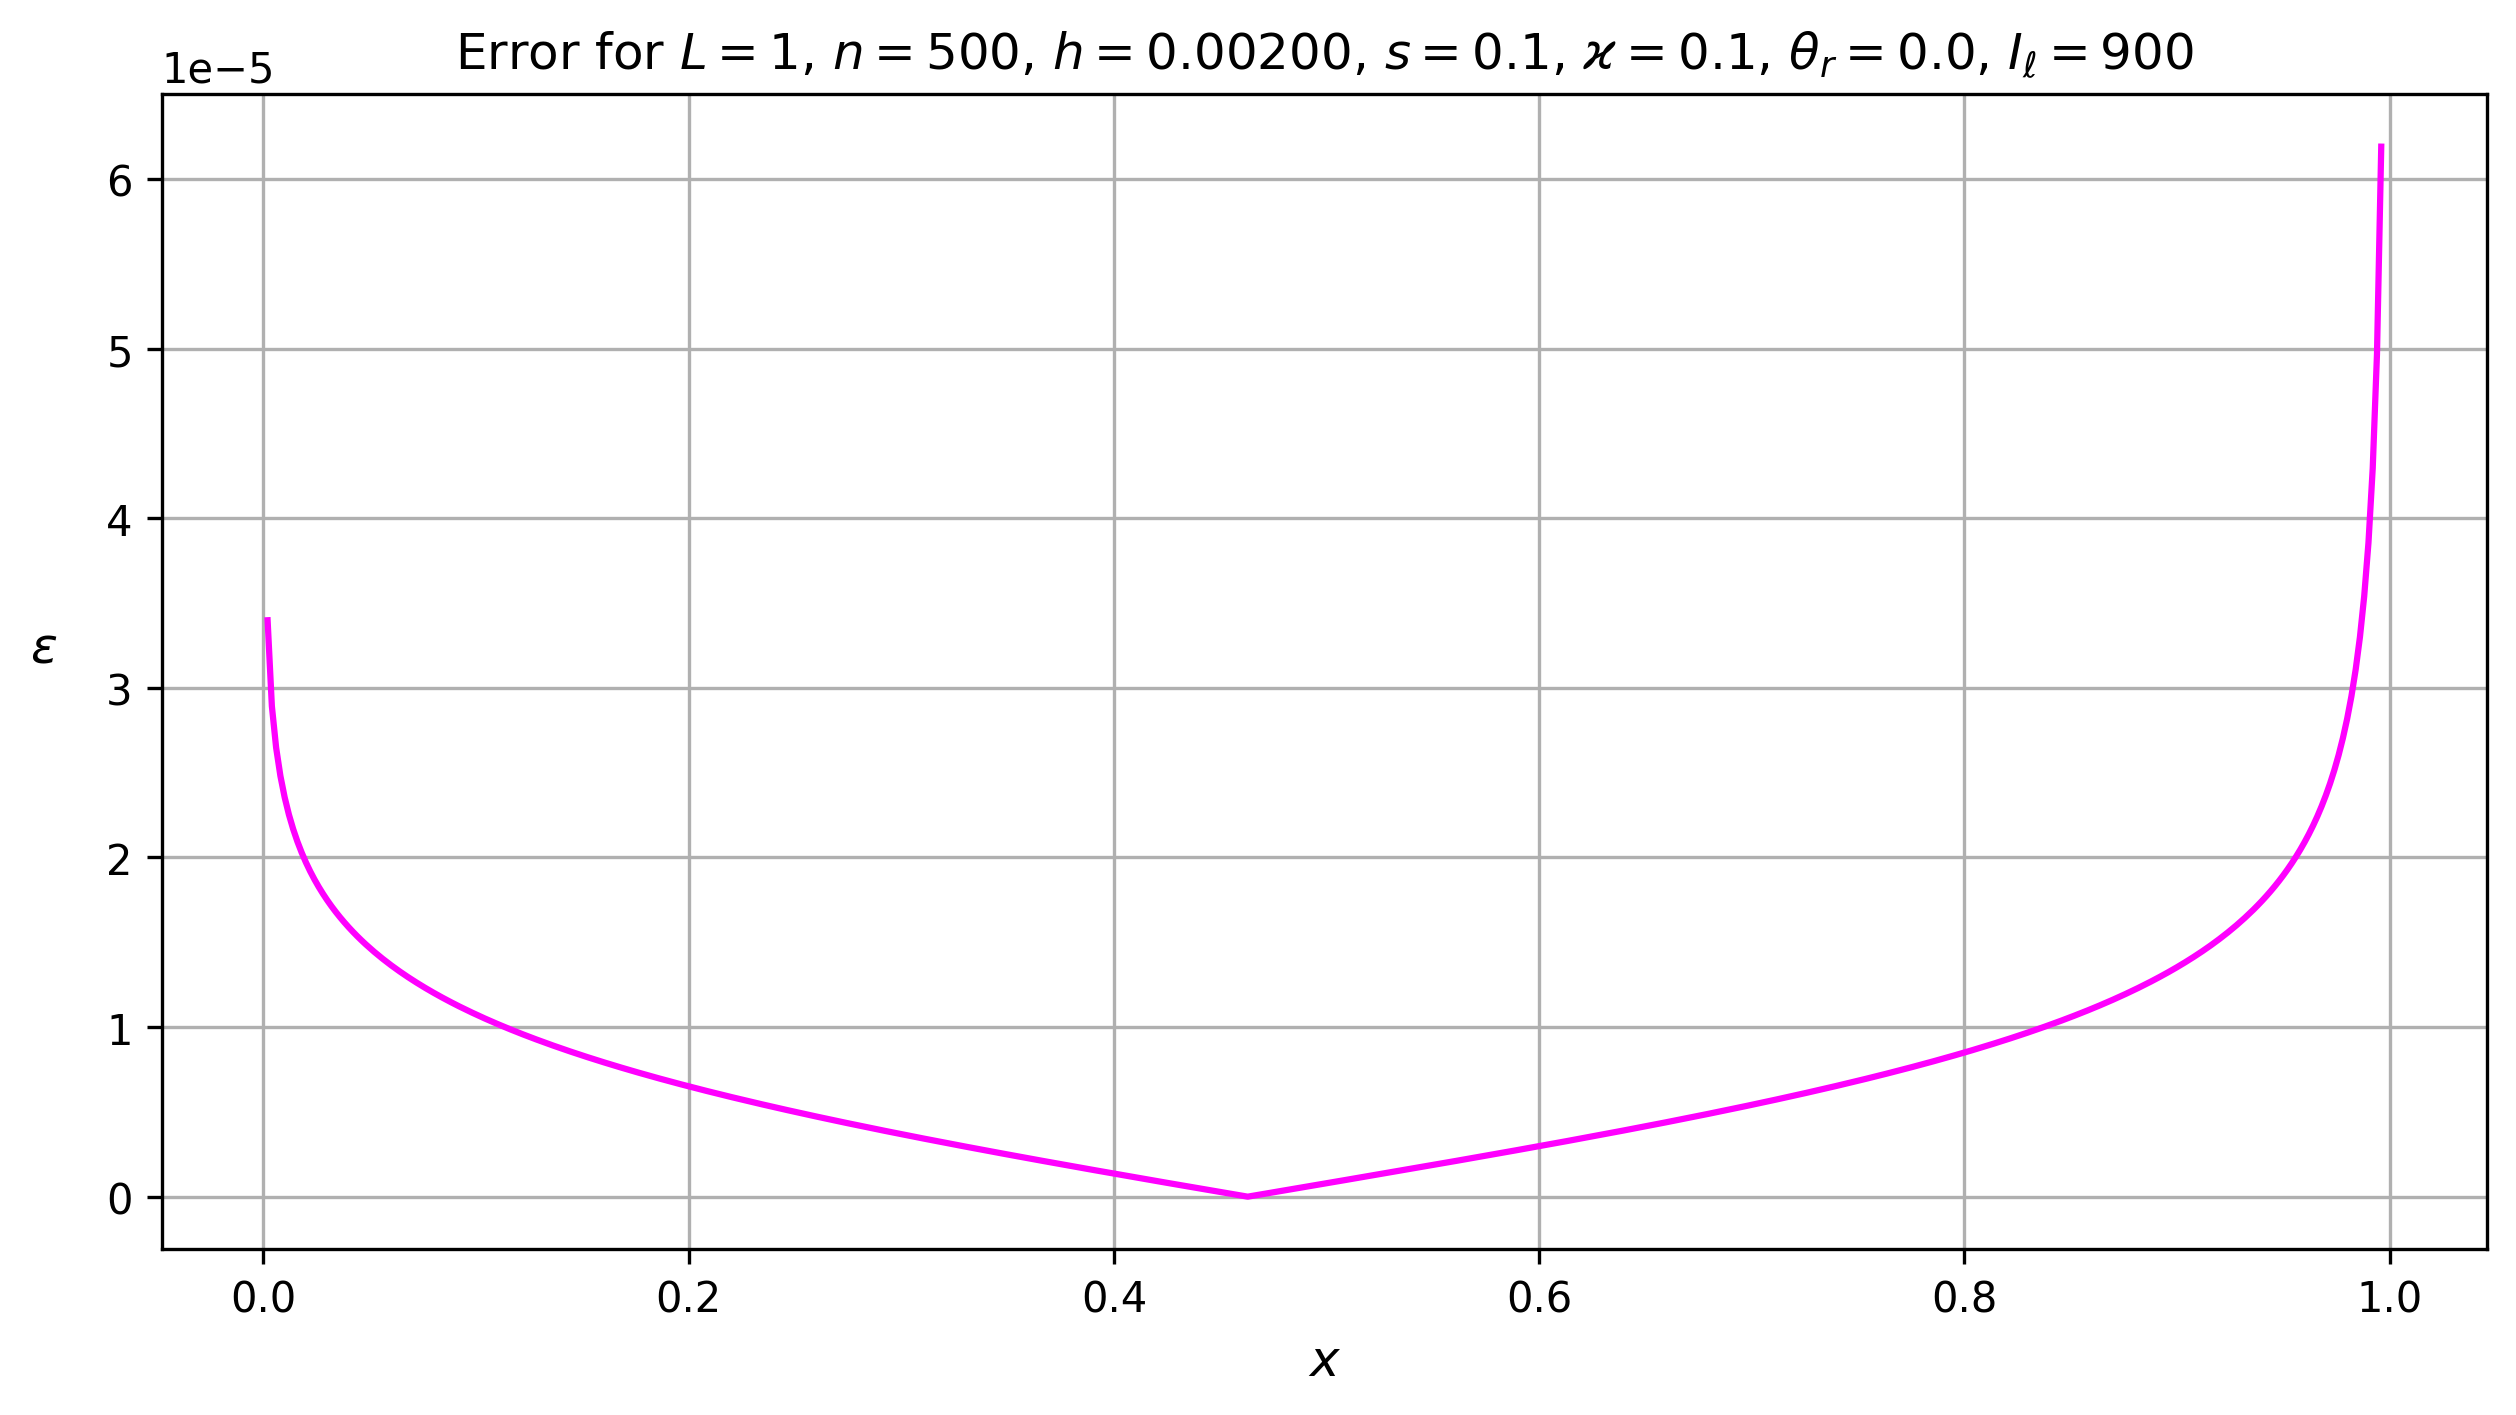 1e−5
Error for L = 1, n = 500, h = 0.00200, s = 0.1, ϰ = 0.1, θ_r = 0.0, I_ℓ = 900
6
5
4
ε
3
2
1
0
0.0 0.2 0.4 0.6 0.8 1.0
x